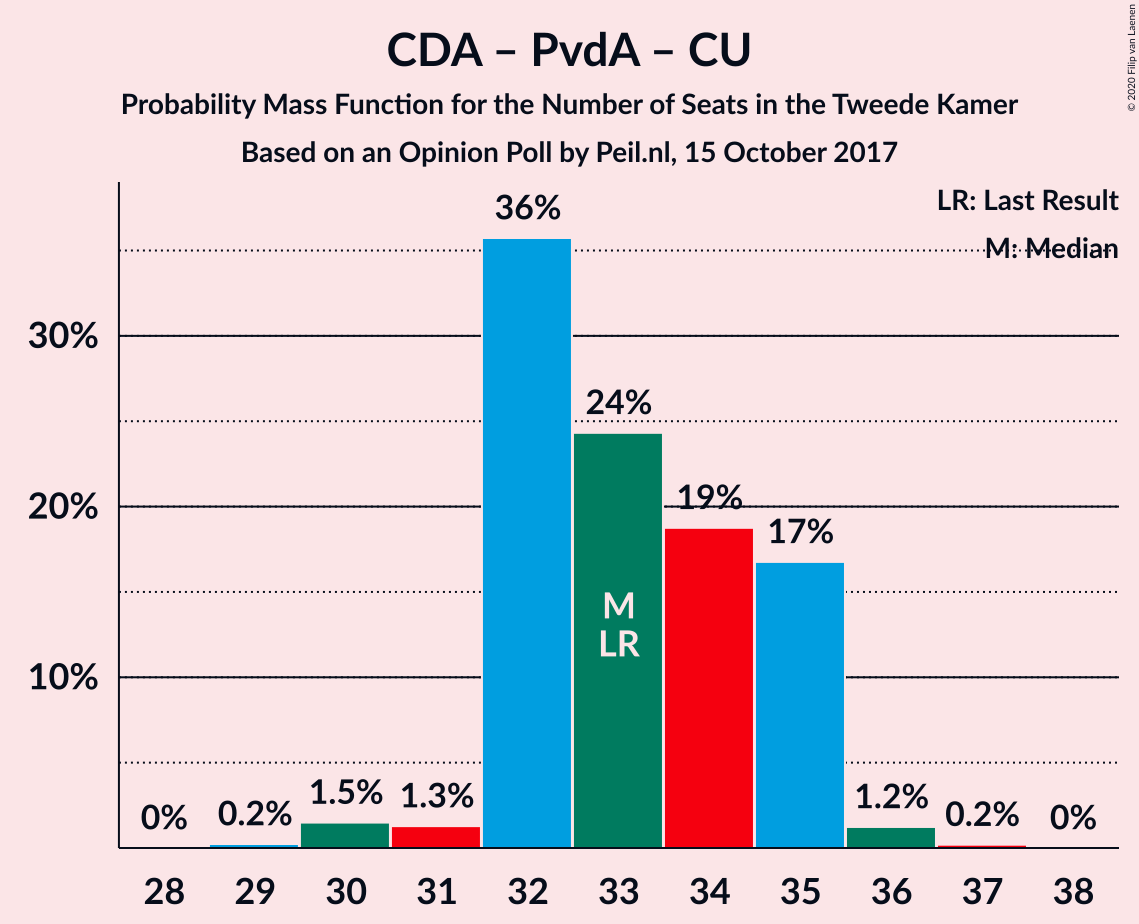 CDA – PvdA – CU
Probability Mass Function for the Number of Seats in the Tweede Kamer
Based on an Opinion Poll by Peil.nl, 15 October 2017
© 2020 Filip van Laenen
LR: Last Result
M: Median
30%
20%
10%
0%
0.2%
1.5%
1.3%
36%
24%
19%
17%
1.2%
0.2%
0%
M
LR
28 29 30 31 32 33 34 35 36 37 38